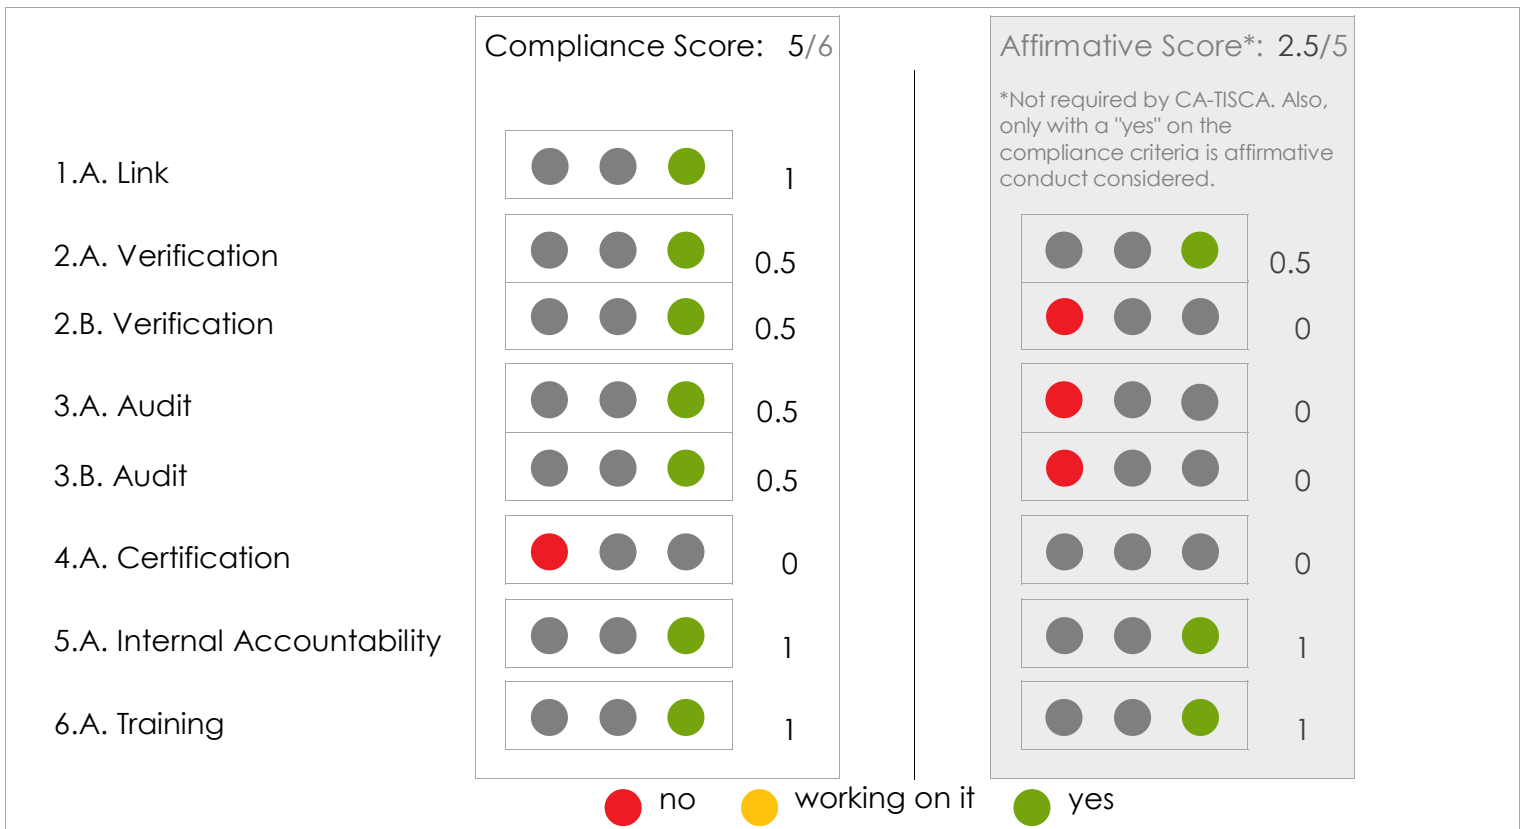 Compliance Score: 5/6
Affirmative Score*: 2.5/5
*Not required by CA-TISCA. Also,
only with a "yes" on the
compliance criteria is affirmative
conduct considered.
1.A. Link 1
2.A. Verification 0.5 0.5
2.B. Verification 0.5 0
3.A. Audit 0.5 0
3.B. Audit 0.5 0
4.A. Certification 0 0
5.A. Internal Accountability 1 1
6.A. Training 1 1
no working on it yes